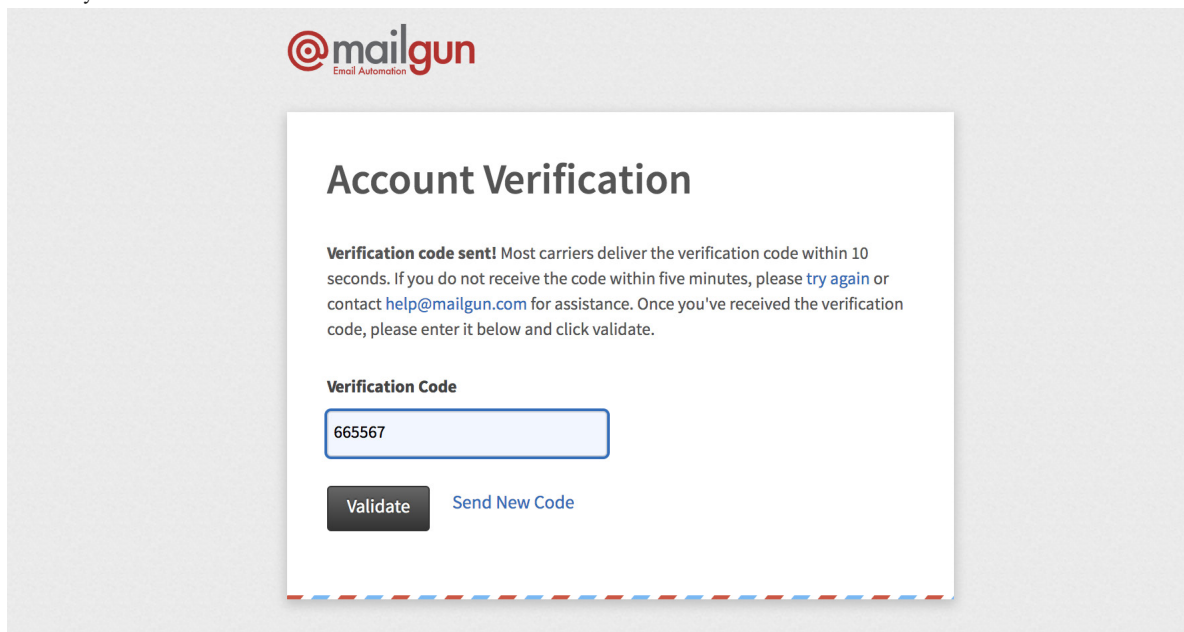 @mailgun
Email Automation
Account Verification
Verification code sent! Most carriers deliver the verification code within 10
seconds. If you do not receive the code within five minutes, please try again or
contact help@mailgun.com for assistance. Once you've received the verification
code, please enter it below and click validate.
Verification Code
665567
Validate Send New Code